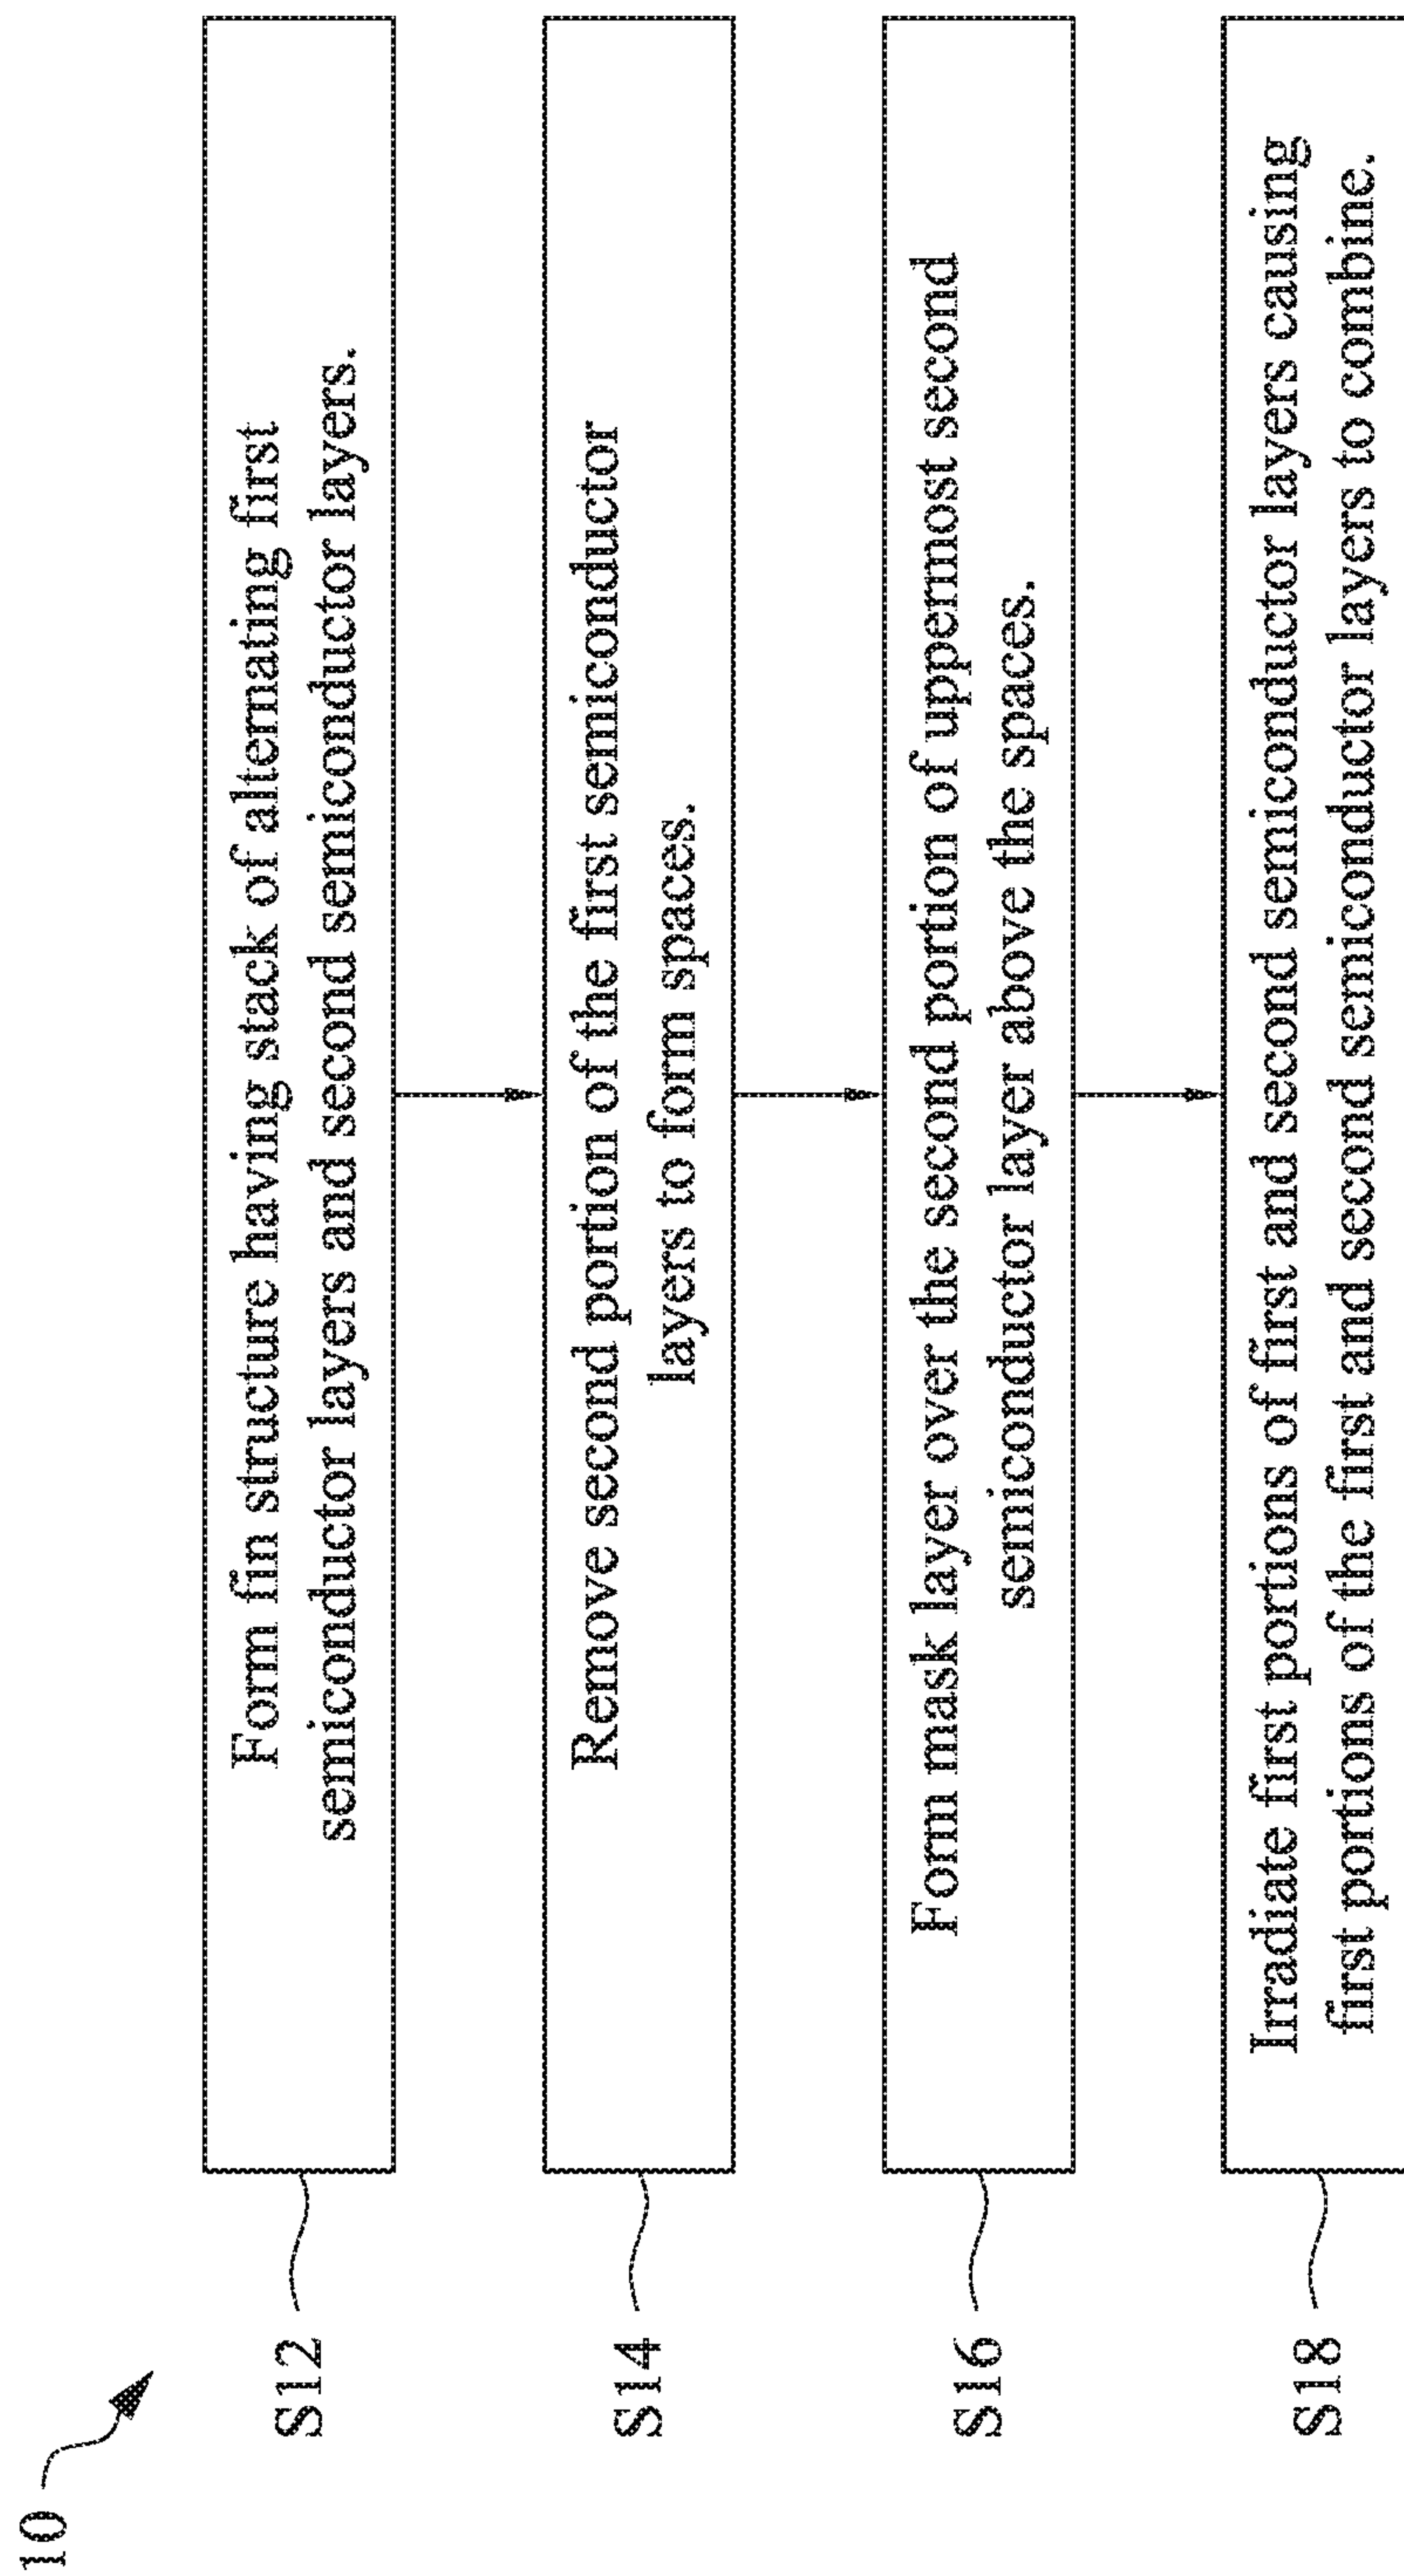 10
S12
Form fin structure having stack of alternating first
semiconductor layers and second semiconductor layers.
S14
Remove second portion of the first semiconductor
layers to form spaces.
S16
Form mask layer over the second portion of uppermost second
semiconductor layer above the spaces.
S18
Irradiate first portions of first and second semiconductor layers causing
first portions of the first and second semiconductor layers to combine.